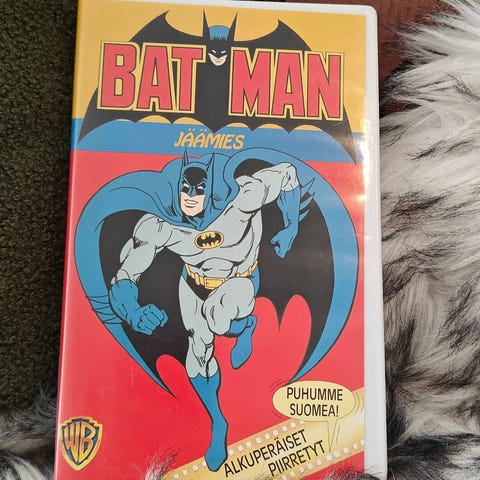 BATMAN
JÄÄMIES
PUHUMME
SUOMEA!
ALKUPERÄISET
PIIRRETYT
WB